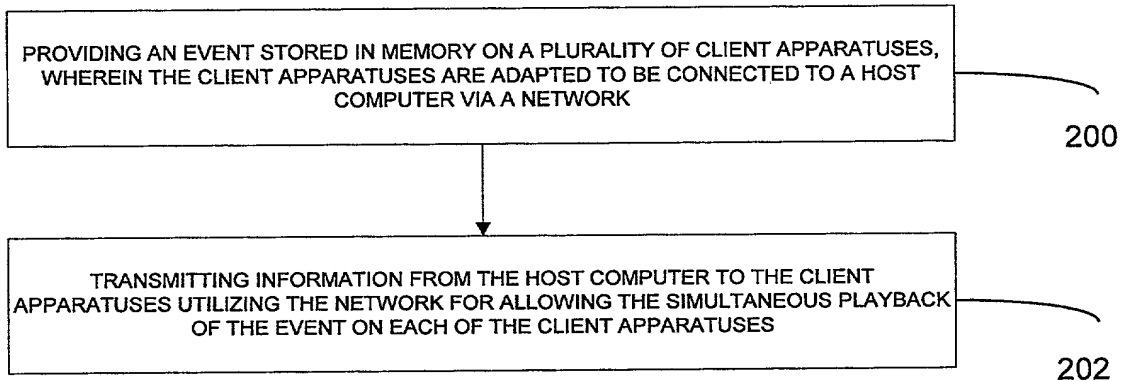 PROVIDING AN EVENT STORED IN MEMORY ON A PLURALITY OF CLIENT APPARATUSES,
WHEREIN THE CLIENT APPARATUSES ARE ADAPTED TO BE CONNECTED TO A HOST
COMPUTER VIA A NETWORK
200
TRANSMITTING INFORMATION FROM THE HOST COMPUTER TO THE CLIENT
APPARATUSES UTILIZING THE NETWORK FOR ALLOWING THE SIMULTANEOUS PLAYBACK
OF THE EVENT ON EACH OF THE CLIENT APPARATUSES
202